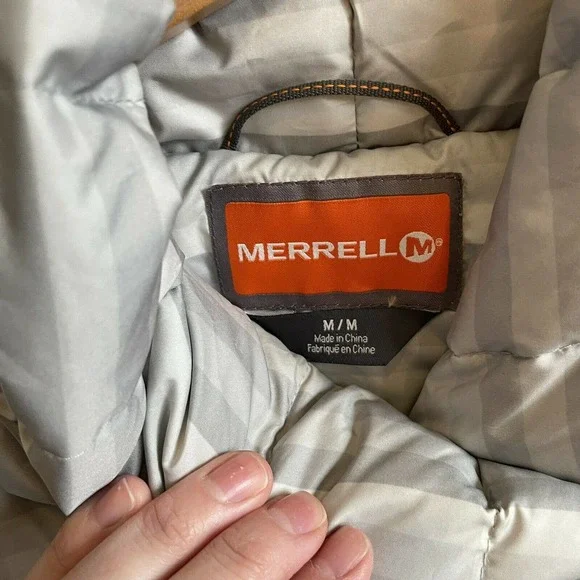 MERRELL M®
M / M
Made in China
Fabriqué en Chine